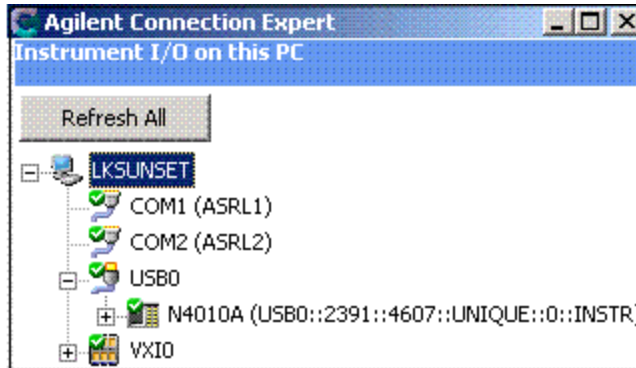 Agilent Connection Expert
Instrument I/O on this PC
Refresh All
LKSUNSET
COM1 (ASRL1)
COM2 (ASRL2)
USB0
N4010A (USB0::2391::4607::UNIQUE::0::INSTR)
VXI0